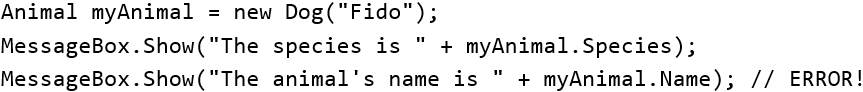 Animal myAnimal = new Dog("Fido");
MessageBox.Show("The species is " + myAnimal.Species);
MessageBox.Show("The animal's name is " + myAnimal.Name); // ERROR!